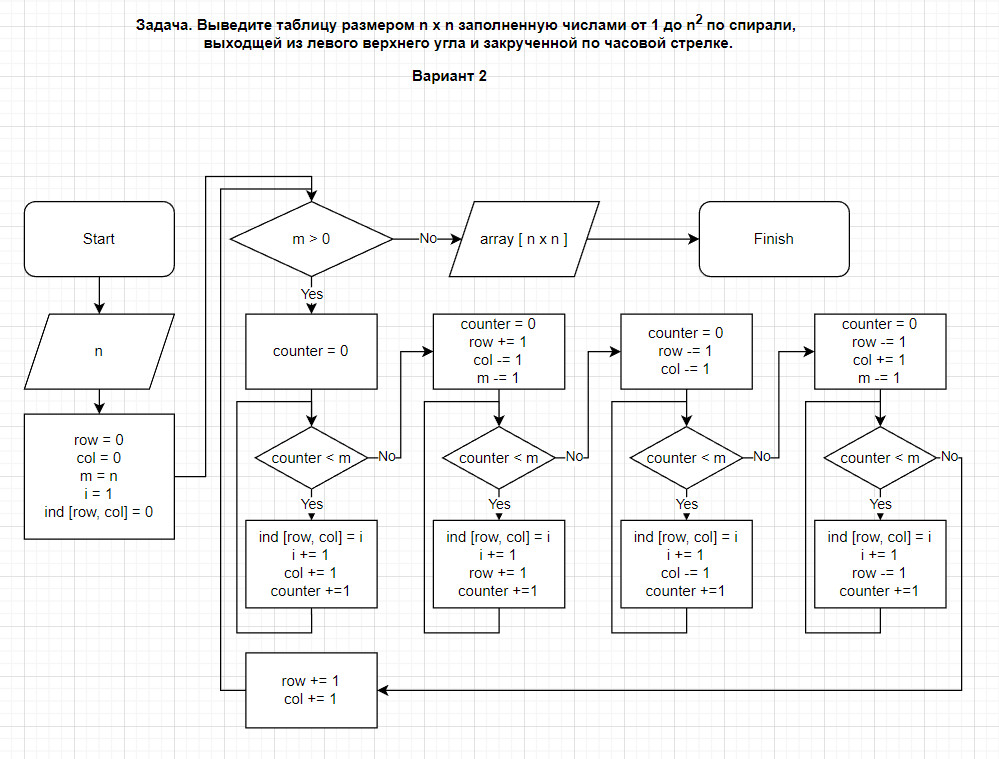 Задача. Выведите таблицу размером n x n заполненную числами от 1 до n2 по спирали,
выходящей из левого верхнего угла и закрученной по часовой стрелке.
Вариант 2
Start
n
row = 0
col = 0
m = n
i = 1
ind [row, col] = 0
m > 0
No
array [ n x n ]
Finish
Yes
counter = 0
counter < m
No
Yes
ind [row, col] = i
i += 1
col += 1
counter +=1
counter = 0
row += 1
col -= 1
m -= 1
counter < m
No
Yes
ind [row, col] = i
i += 1
row += 1
counter +=1
counter = 0
row -= 1
col -= 1
counter < m
No
Yes
ind [row, col] = i
i += 1
col -= 1
counter +=1
counter = 0
row -= 1
col += 1
m -= 1
counter < m
No
Yes
ind [row, col] = i
i += 1
row -= 1
counter +=1
row += 1
col += 1